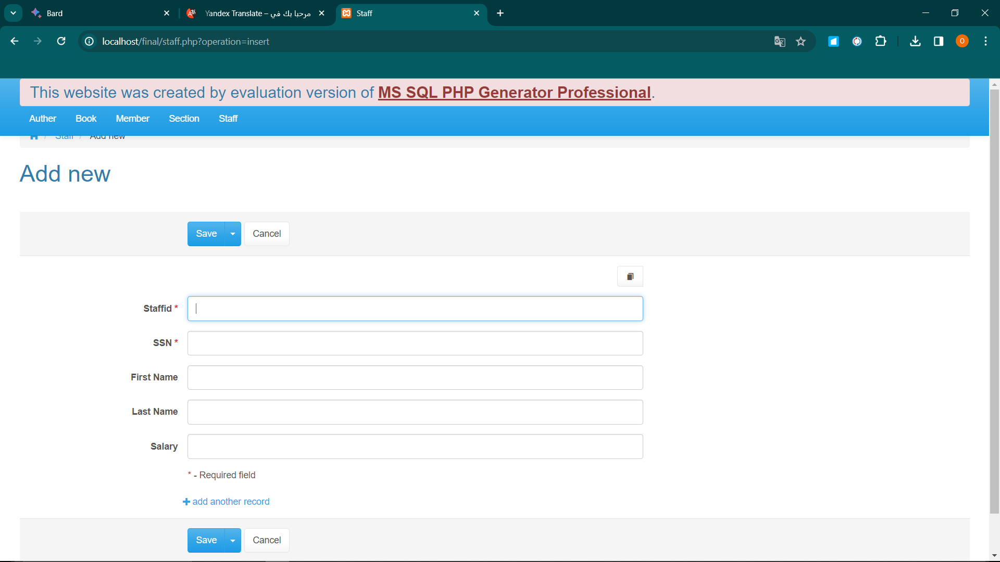 Bard
Yandex Translate – مرحبا بك في
Staff
localhost/final/staff.php?operation=insert
O
This website was created by evaluation version of MS SQL PHP Generator Professional.
Auther Book Member Section Staff
/ Staff / Add new
Add new
Save Cancel
Staffid *
SSN *
First Name
Last Name
Salary
* - Required field
add another record
Save Cancel